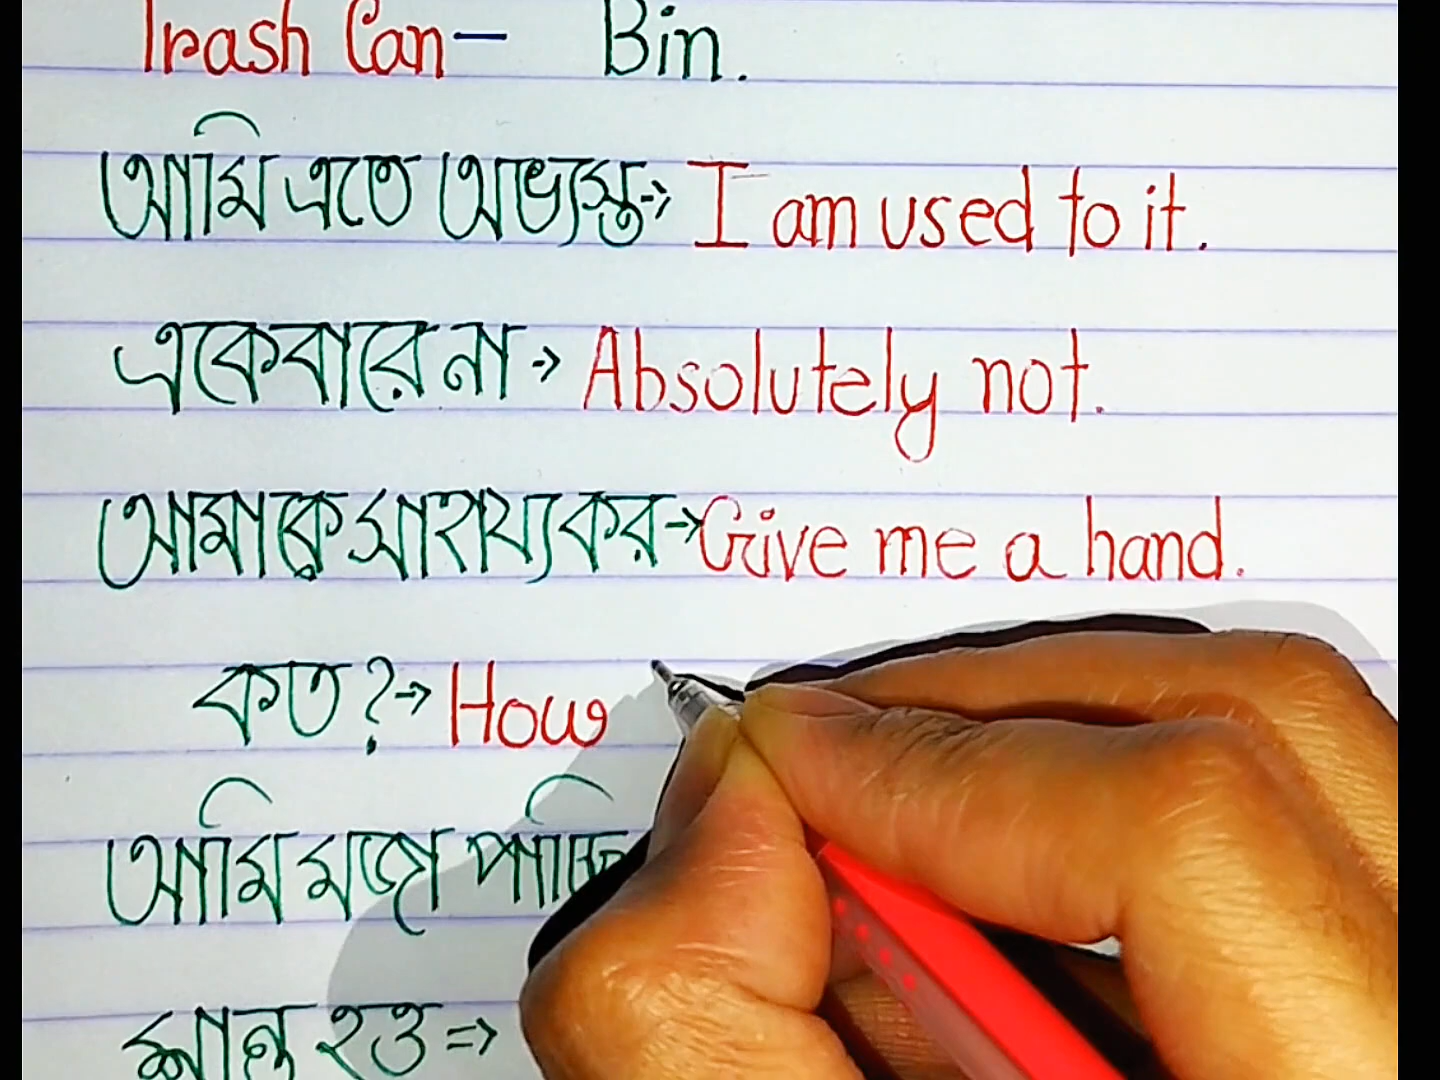 Trash Can— Bin.
আমি এতে অভ্যস্ত-> I am used to it.
একেবারে না -> Absolutely not.
আমাকে সাহায্য কর->Give me a hand.
কত ?-> How
আমি মজা পাচ্ছি
শান্ত হও =>